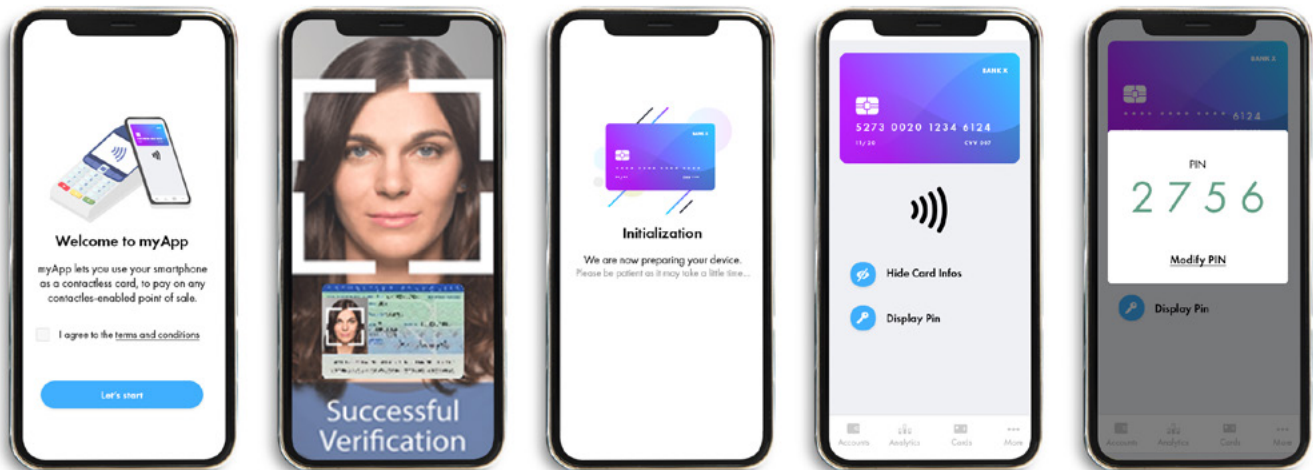 Welcome to myApp
myApp lets you use your smartphone
as a contactless card, to pay on any
contactles-enabled point of sale.
I agree to the terms and conditions
Let's start
Successful
Verification
BANK X
Initialization
We are now preparing your device.
Please be patient as it may take a little time...
BANK X
5273 0020 1234 6124
11/20 CVV 007
Hide Card Infos
Display Pin
Accounts Analytics Cards More
BANK X
6124
PIN
2756
Modify PIN
Display Pin
Accounts Analytics Cards More